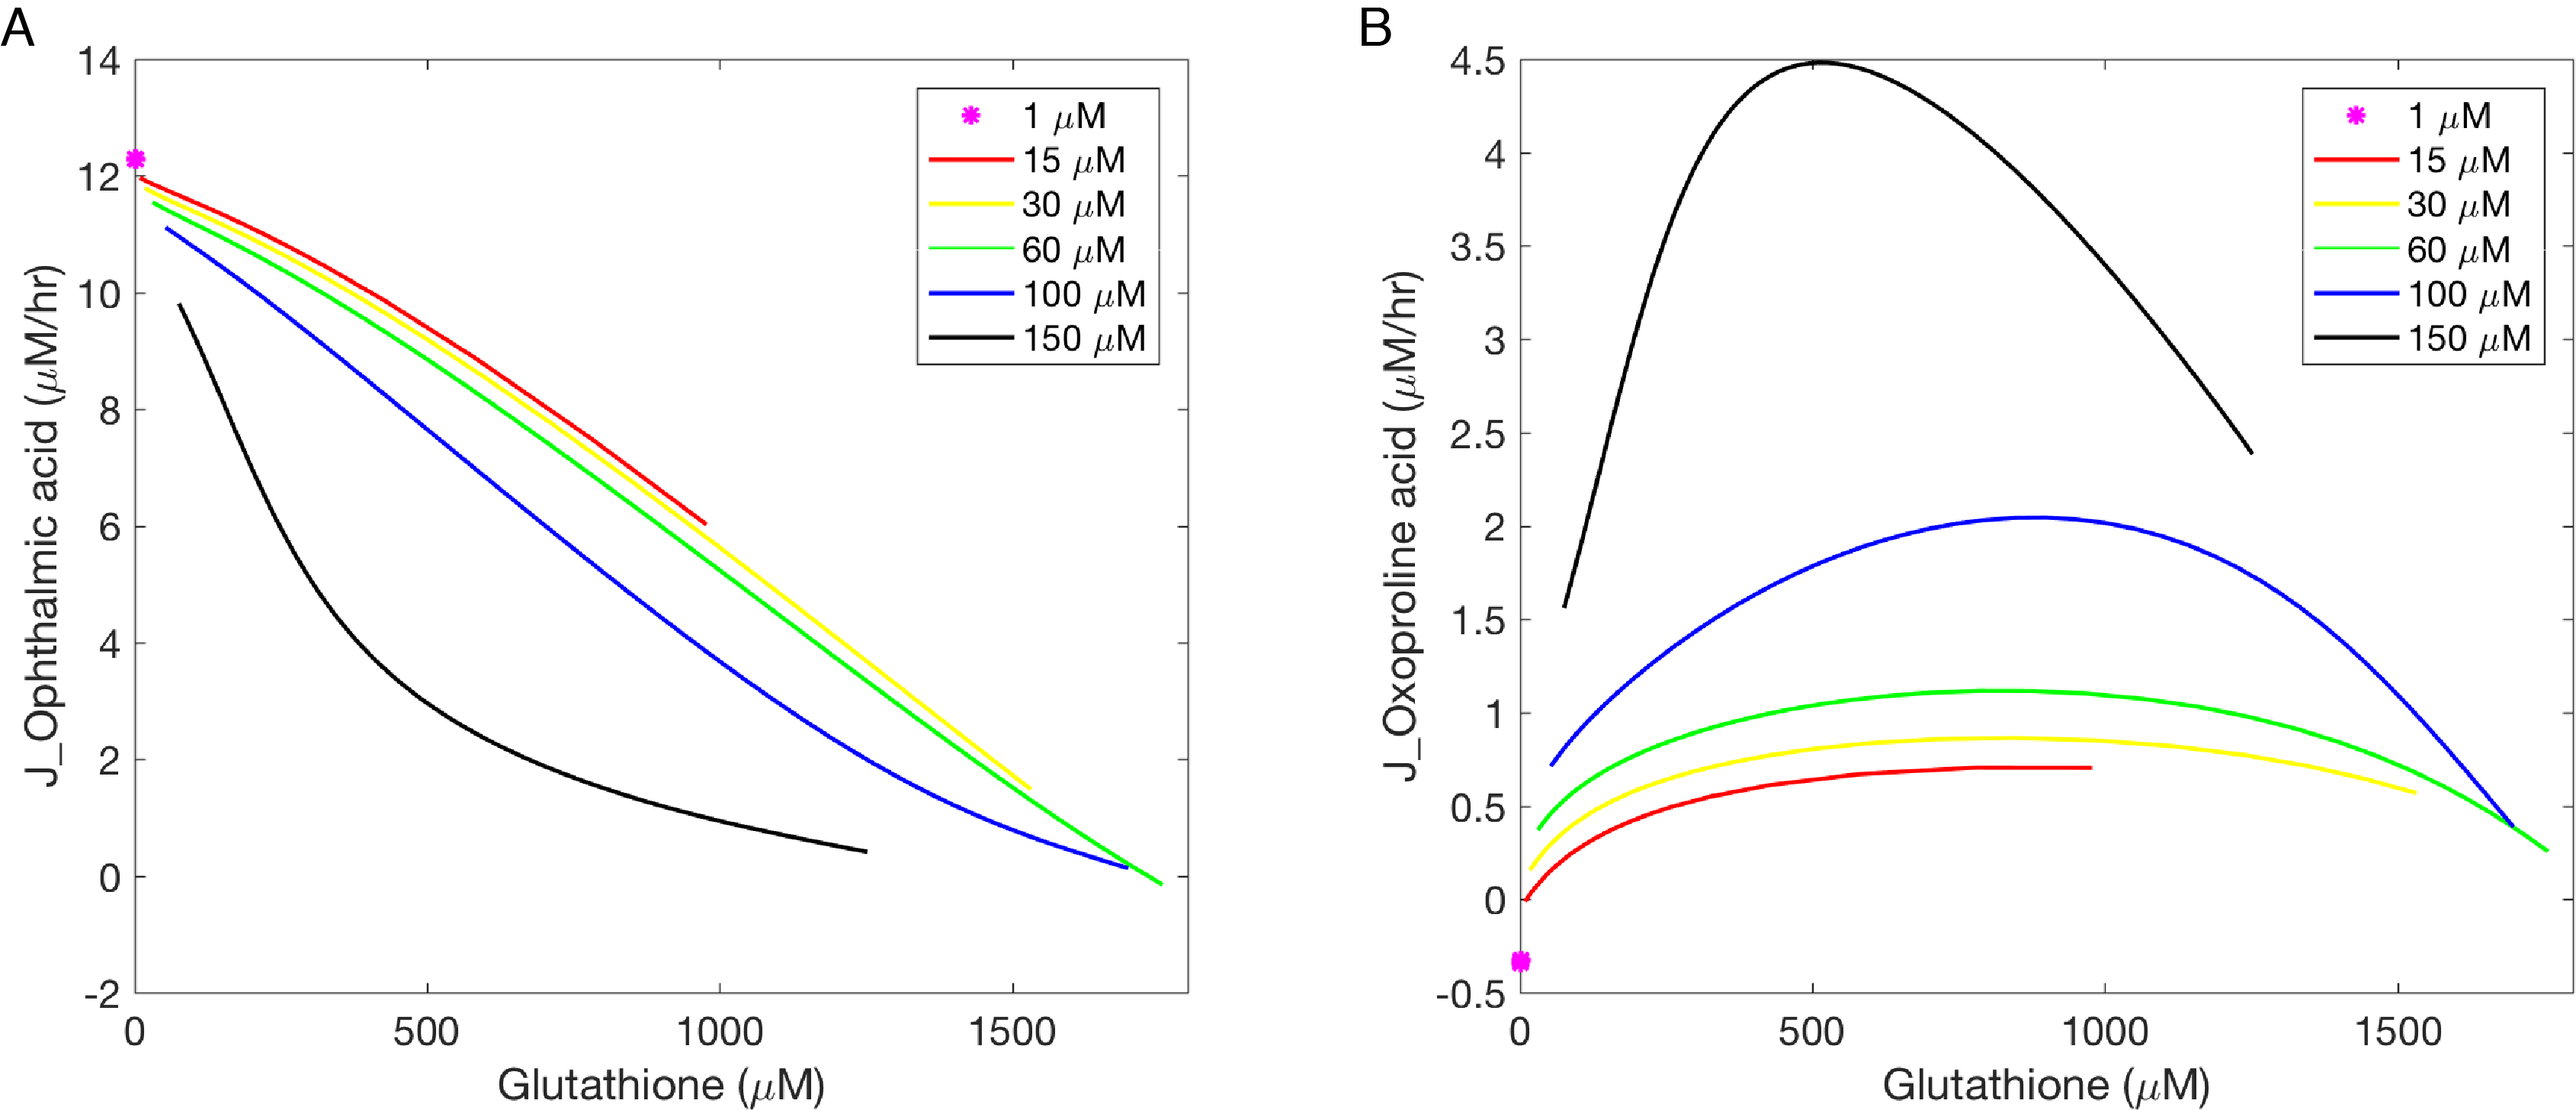 A
J_Ophthalmic acid (μM/hr)
14
12
10
8
6
4
2
0
-2
0 500 1000 1500
Glutathione (μM)
1 μM
15 μM
30 μM
60 μM
100 μM
150 μM
B
J_Oxoproline acid (μM/hr)
4.5
4
3.5
3
2.5
2
1.5
1
0.5
0
-0.5
0 500 1000 1500
Glutathione (μM)
1 μM
15 μM
30 μM
60 μM
100 μM
150 μM